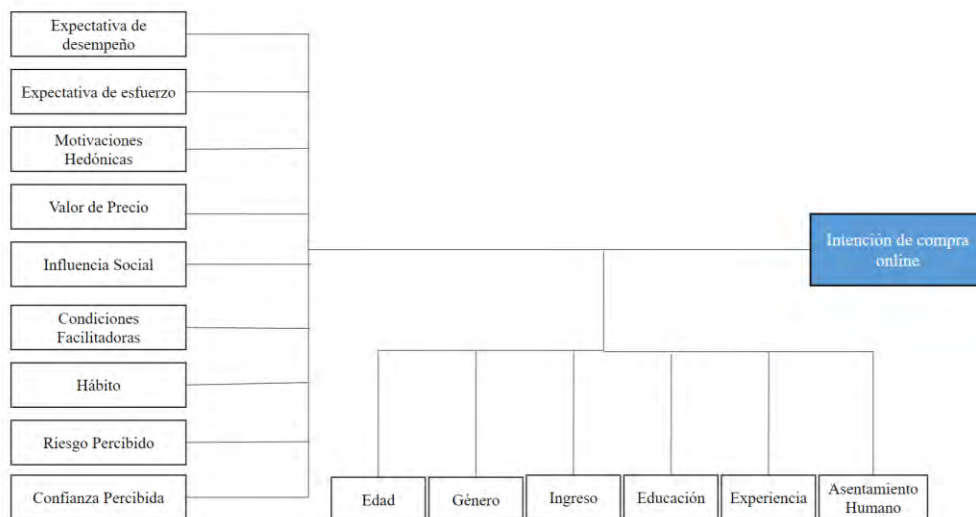 Expectativa de
desempeño
Expectativa de esfuerzo
Motivaciones
Hedónicas
Valor de Precio
Influencia Social
Condiciones
Facilitadoras
Hábito
Riesgo Percibido
Confianza Percibida
Intención de compra
online
Edad
Género
Ingreso
Educación
Experiencia
Asentamiento
Humano